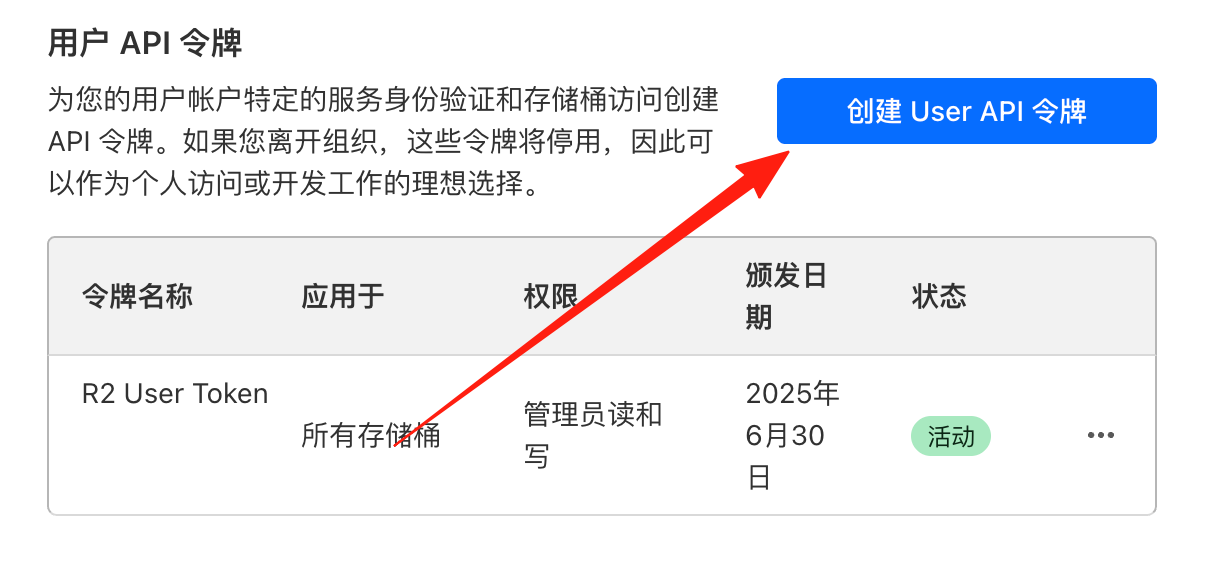 用户 API 令牌
为您的用户帐户特定的服务身份验证和存储桶访问创建
API 令牌。如果您离开组织，这些令牌将停用，因此可
以作为个人访问或开发工作的理想选择。
创建 User API 令牌
令牌名称
应用于
权限
颁发日
期
状态
R2 User Token
所有存储桶
管理员读和
写
2025年
6月30
日
活动